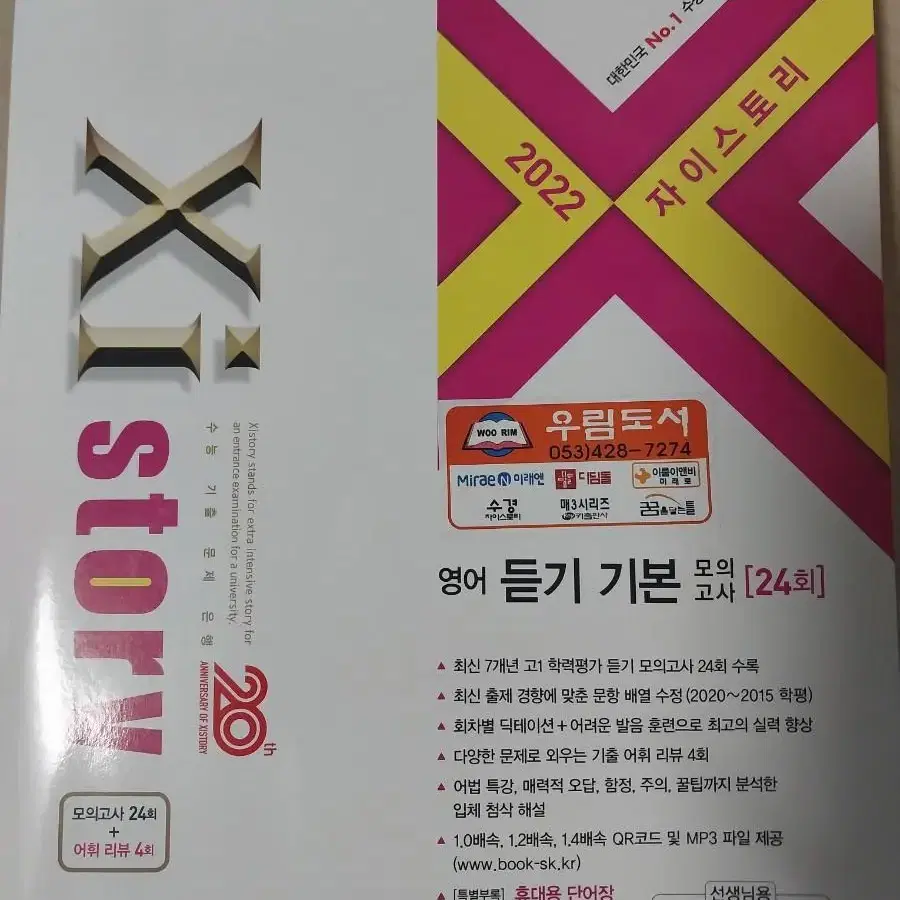 대한민국 No.1
2022
자이스토리
Xi
story
Xistory stands for extra intensive story for
an entrance examination for a university.
수능 기출 문제 은행
20th
ANNIVERSARY OF XISTORY
모의고사 24회
+
어휘 리뷰 4회
WOO RIM
우림도서
053)428-7274
Mirae N 미래엔
디딤돌
이룸이앤비
미래로
수경
자이스토리
매3시리즈
키출판사
꿈을담는틀
영어 듣기 기본 모의고사 [24회]
▲ 최신 7개년 고1 학력평가 듣기 모의고사 24회 수록
▲ 최신 출제 경향에 맞춘 문항 배열 수정 (2020~2015 학평)
▲ 회차별 딕테이션+어려운 발음 훈련으로 최고의 실력 향상
▲ 다양한 문제로 외우는 기출 어휘 리뷰 4회
▲ 어법 특강, 매력적 오답, 함정, 주의, 꿀팁까지 분석한
입체 첨삭 해설
▲ 1.0배속, 1.2배속, 1.4배속 QR코드 및 MP3 파일 제공
(www.book-sk.kr)
▲ [특별부록] 휴대용 단어장
선생님용